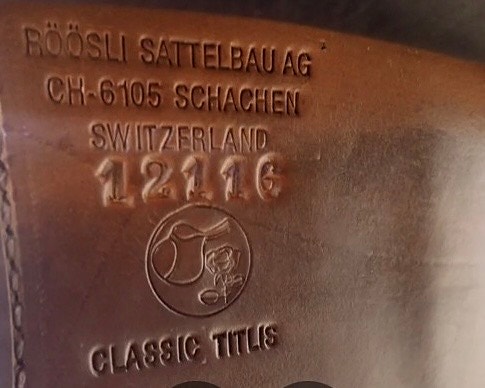 RÖÖSLI SATTELBAU AG
CH-6105 SCHACHEN
SWITZERLAND
12116
CLASSIC TITLIS